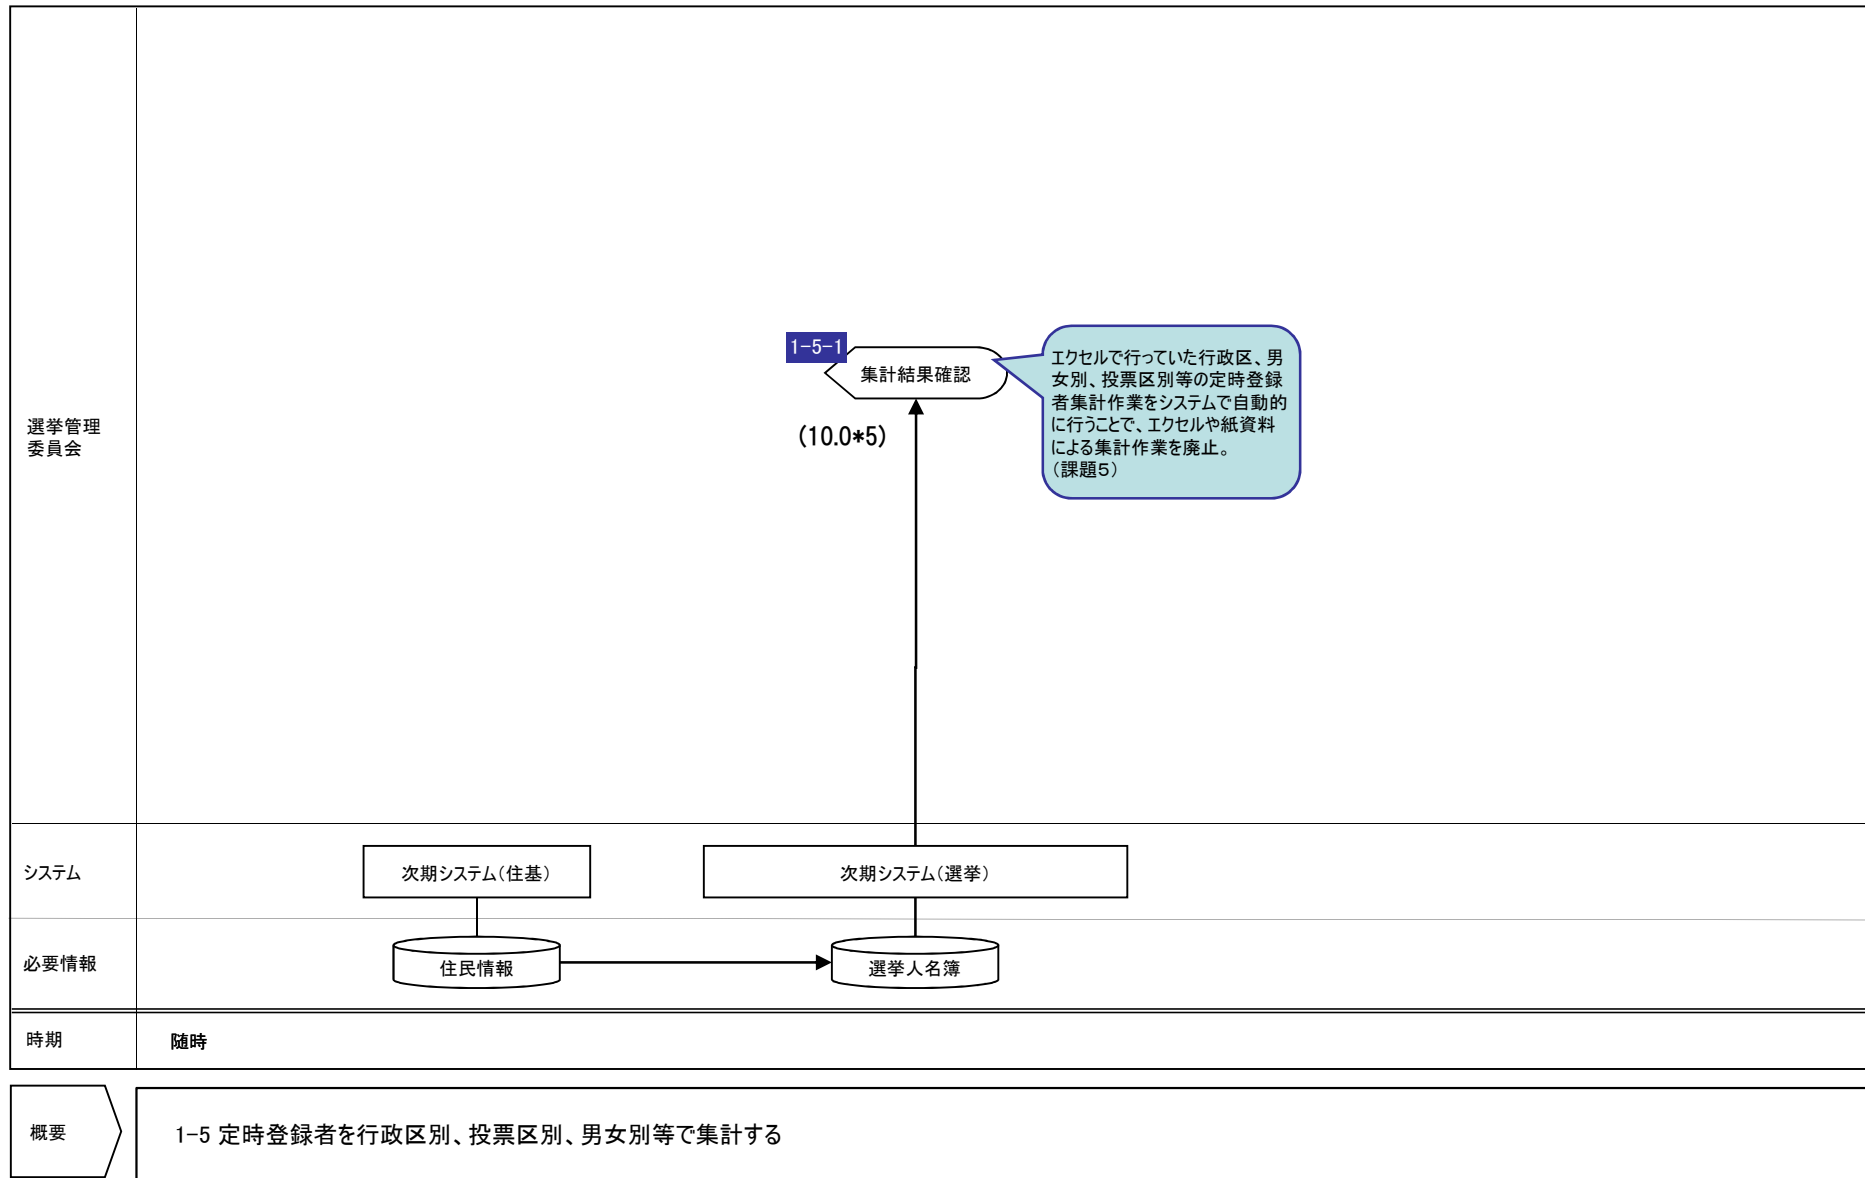 1-5-1
集計結果確認
エクセルで行っていた行政区、男
女別、投票区別等の定時登録
者集計作業をシステムで自動的
に行うことで、エクセルや紙資料
による集計作業を廃止。
（課題5）
(10.0*5)
選挙管理
委員会
システム
次期システム（住基）
次期システム（選挙）
必要情報
住民情報
選挙人名簿
時期
随時
概要
1-5 定時登録者を行政区別、投票区別、男女別等で集計する